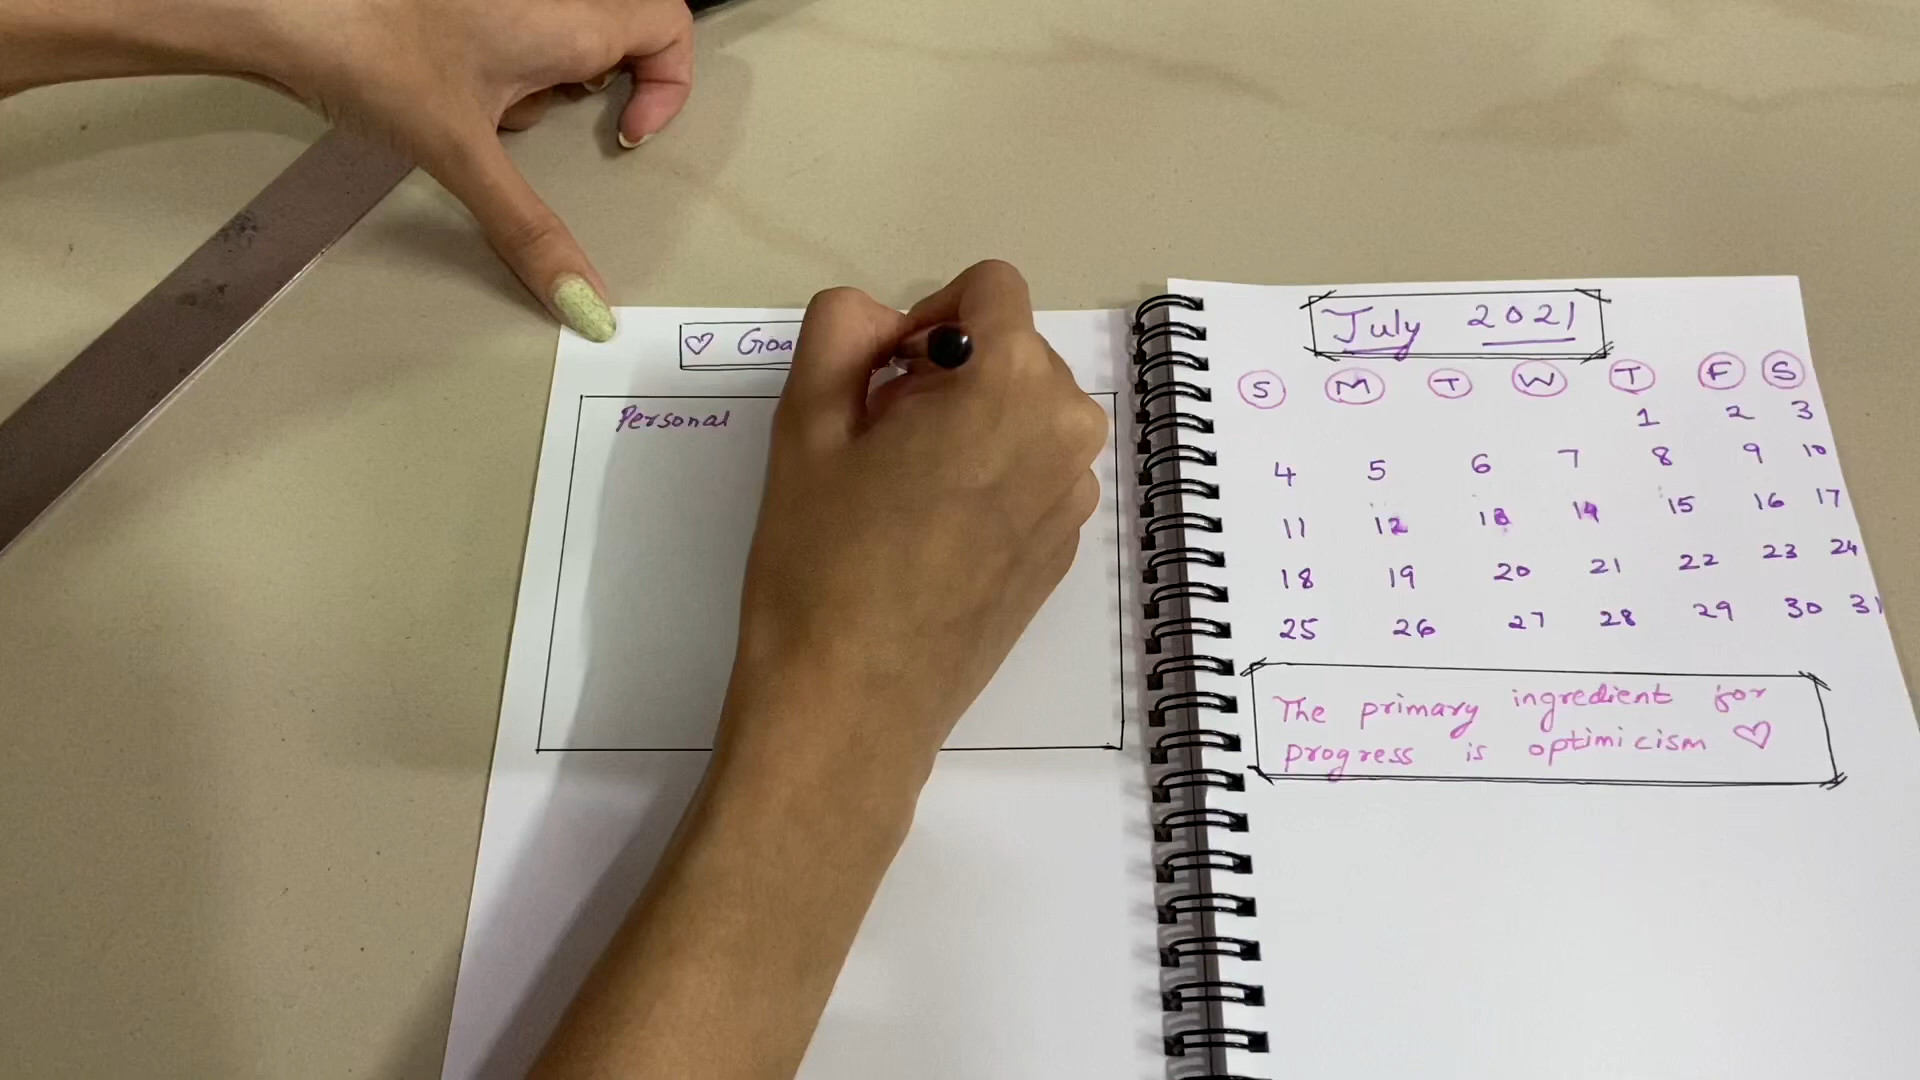 ♡ Goa
Personal
July 2021
S M T W T F S
1 2 3
4 5 6 7 8 9 10
11 12 13 14 15 16 17
18 19 20 21 22 23 24
25 26 27 28 29 30 31
The primary ingredient for
progress is optimicism ♡